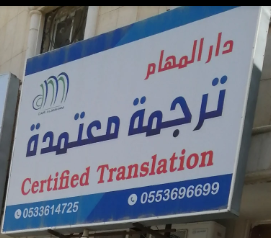 دار المهام
ترجمة معتمدة
Certified Translation
0533614725
0553696699